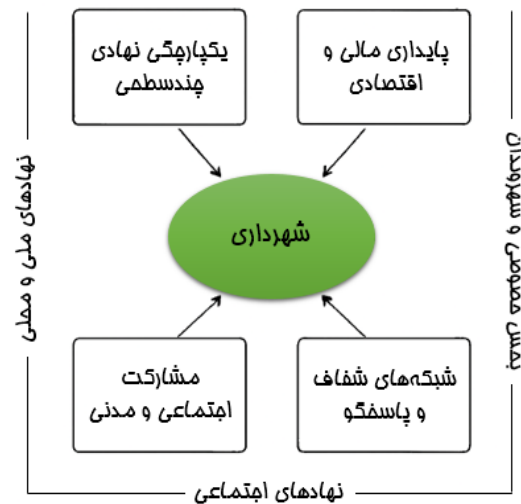 پایداری مالی و
اقتصادی
یکپارچگی نهادی
چندسطحی
شهرداری
شبکه‌های شفاف
و پاسخگو
مشارکت
اجتماعی و مدنی
بخش خصوصی و شهروندان
نهادهای ملی و محلی
نهادهای اجتماعی